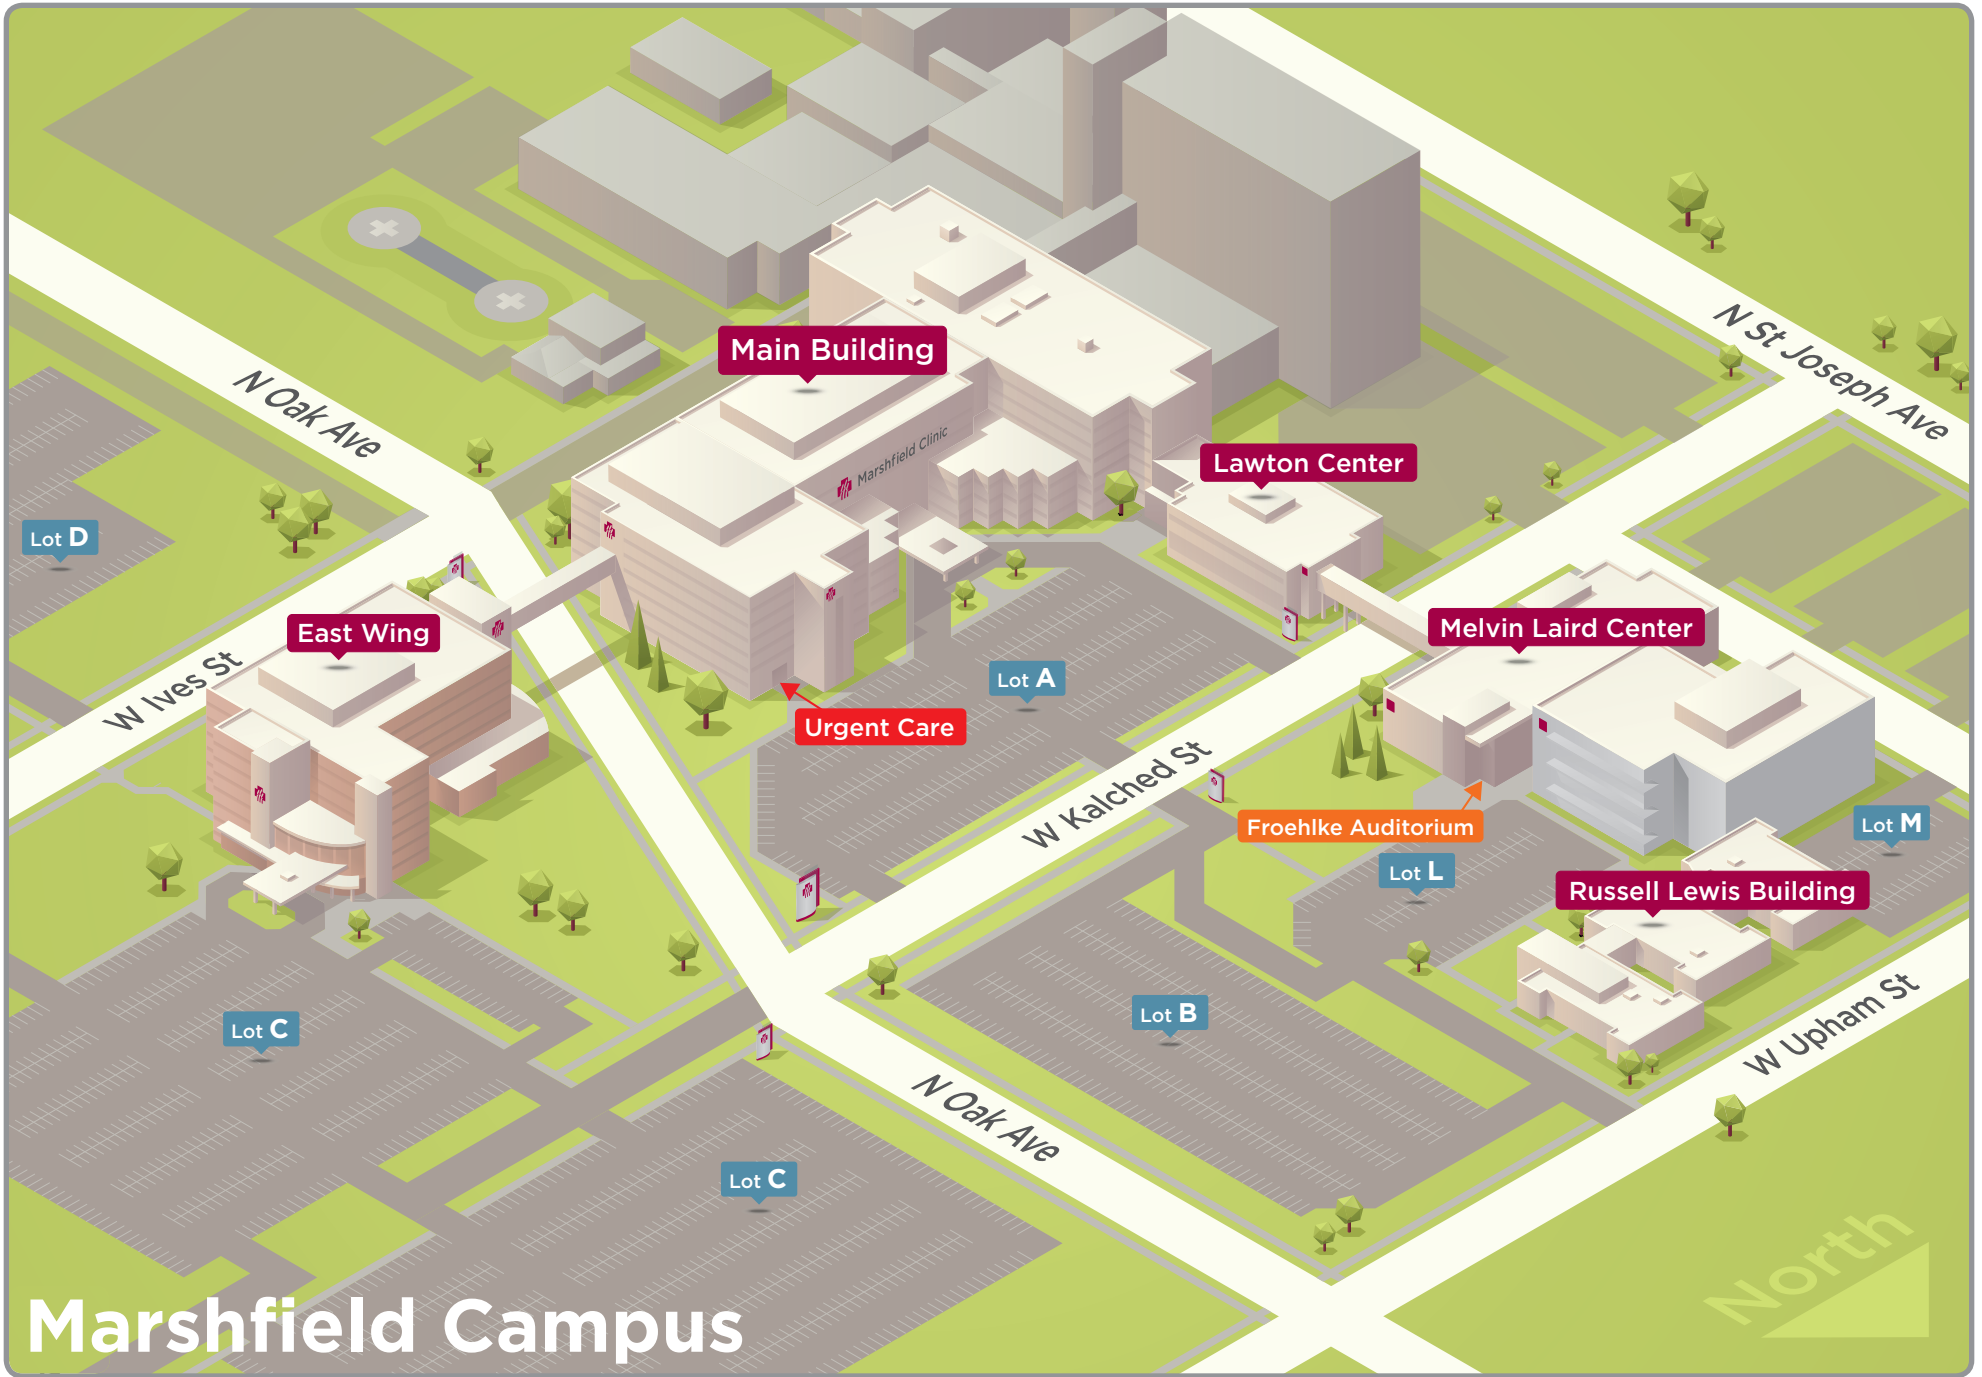 N St Joseph Ave
Main Building
N Oak Ave
Marshfield Clinic
Lawton Center
Lot D
East Wing
Melvin Laird Center
W Ives St
Lot A
Urgent Care
W Kalched St
Froehlke Auditorium
Lot M
Lot L
Russell Lewis Building
Lot B
Lot C
W Upham St
N Oak Ave
Lot C
North
Marshfield Campus